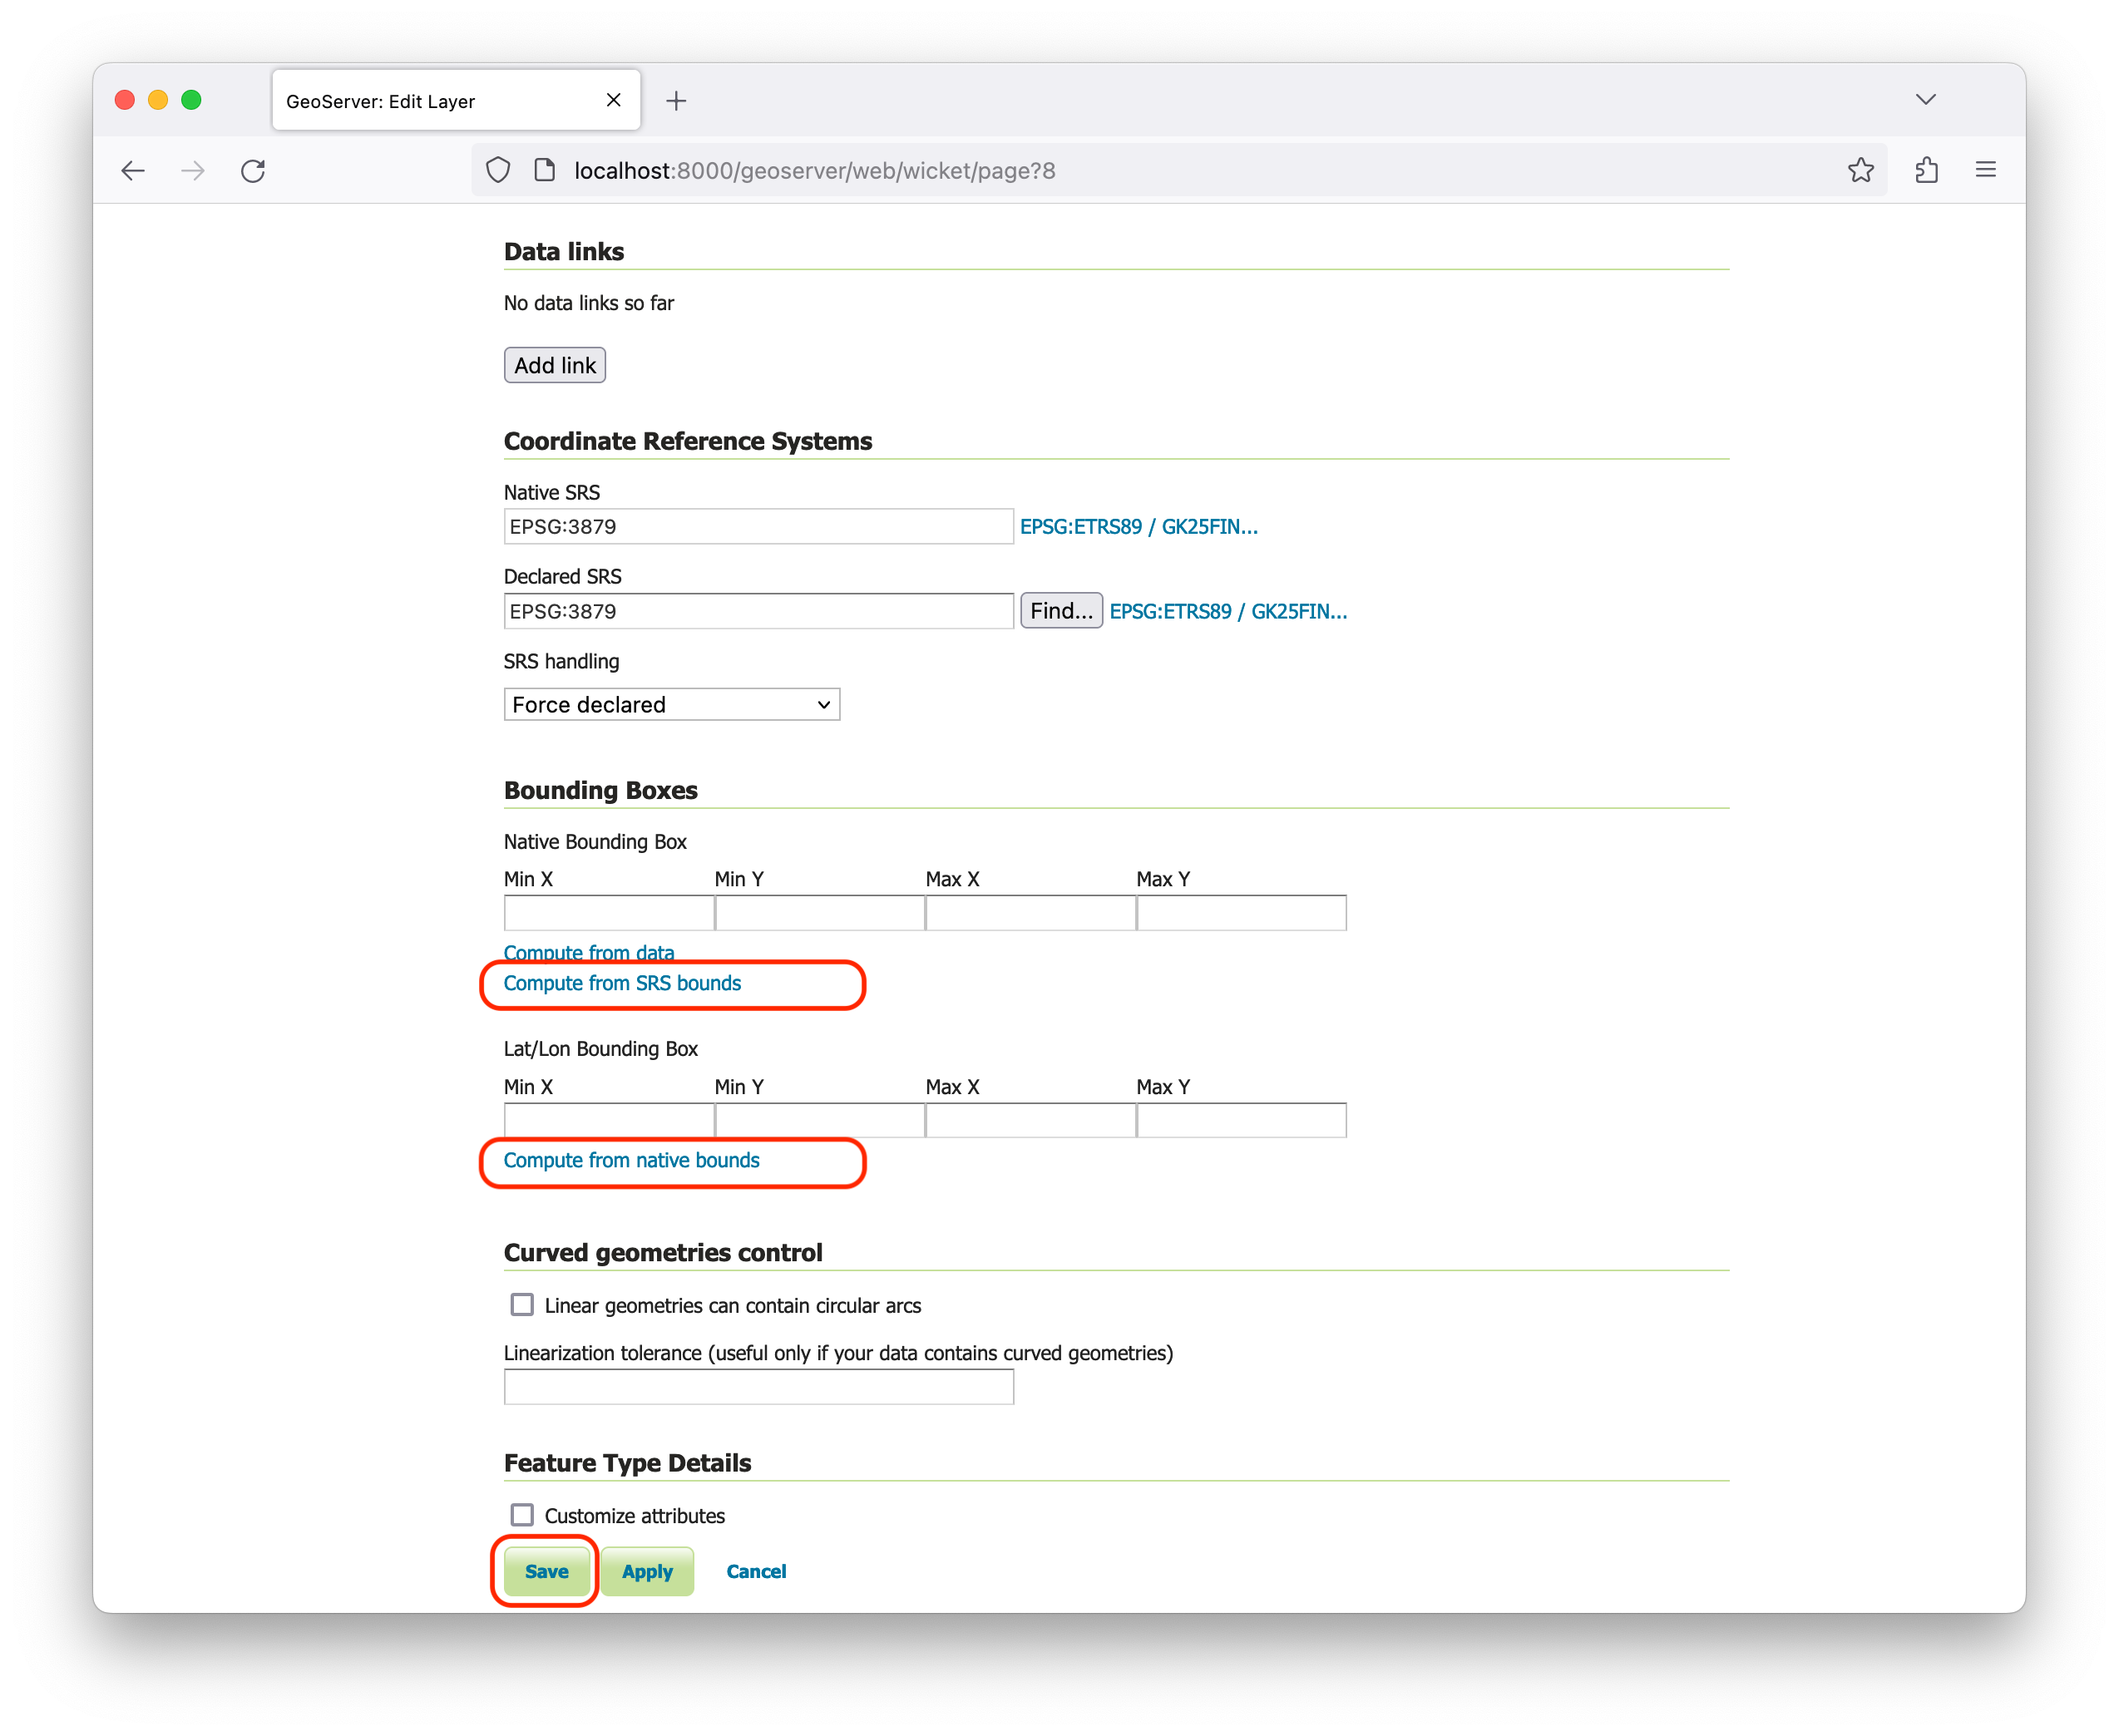 GeoServer: Edit Layer
localhost:8000/geoserver/web/wicket/page?8
Data links
No data links so far
Add link
Coordinate Reference Systems
Native SRS
EPSG:3879 EPSG:ETRS89 / GK25FIN...
Declared SRS
EPSG:3879 Find... EPSG:ETRS89 / GK25FIN...
SRS handling
Force declared
Bounding Boxes
Native Bounding Box
Min X Min Y Max X Max Y
Compute from data
Compute from SRS bounds
Lat/Lon Bounding Box
Min X Min Y Max X Max Y
Compute from native bounds
Curved geometries control
Linear geometries can contain circular arcs
Linearization tolerance (useful only if your data contains curved geometries)
Feature Type Details
Customize attributes
Save Apply Cancel